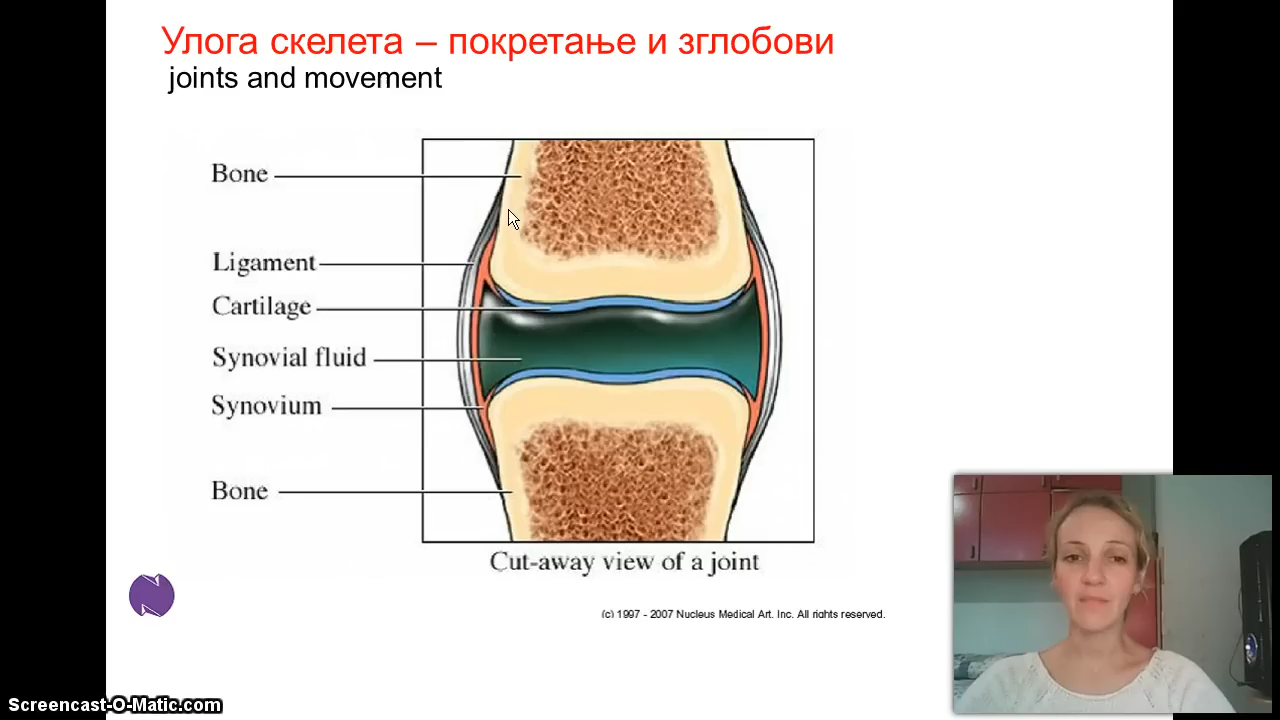 Улога скелета – покретање и зглобови
joints and movement
Bone
Ligament
Cartilage
Synovial fluid
Synovium
Bone
Cut-away view of a joint
(c) 1997 - 2007 Nucleus Medical Art. Inc. All rights reserved.
Screencast-O-Matic.com